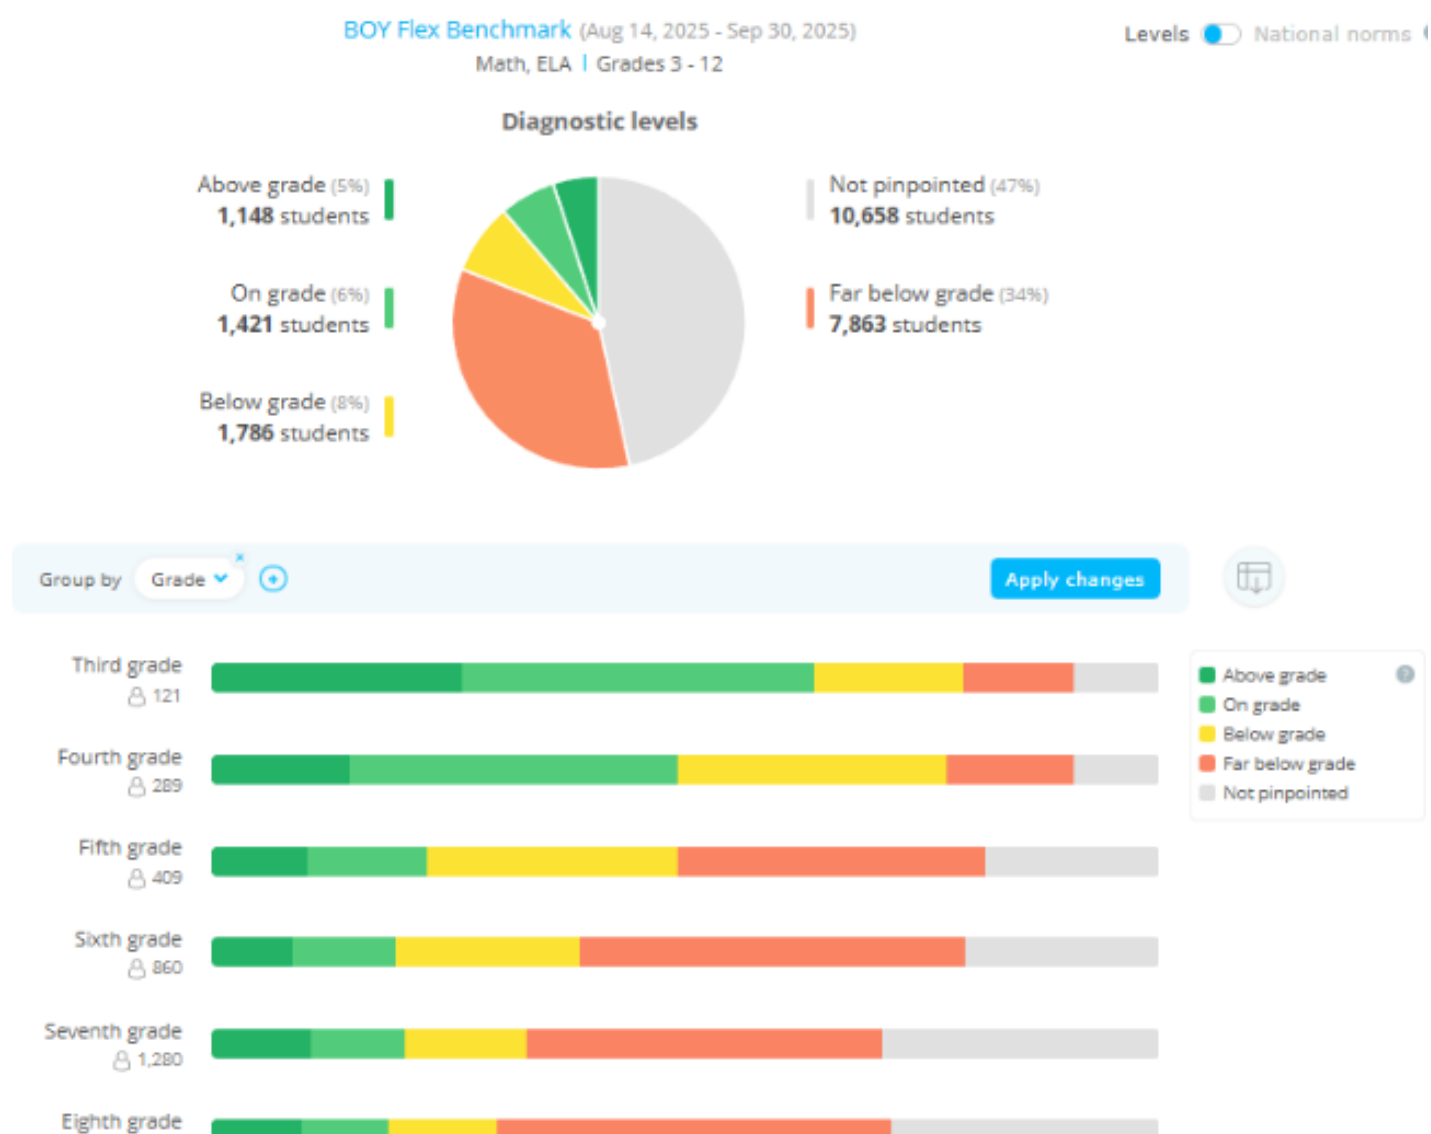 BOY Flex Benchmark (Aug 14, 2025 - Sep 30, 2025)
Levels National norms
Math, ELA | Grades 3 - 12
Diagnostic levels
Above grade (5%)
1,148 students
On grade (6%)
1,421 students
Below grade (8%)
1,786 students
Not pinpointed (47%)
10,658 students
Far below grade (34%)
7,863 students
Group by Grade Apply changes
Third grade
121
Fourth grade
289
Fifth grade
409
Sixth grade
860
Seventh grade
1,280
Eighth grade
Above grade ?
On grade
Below grade
Far below grade
Not pinpointed